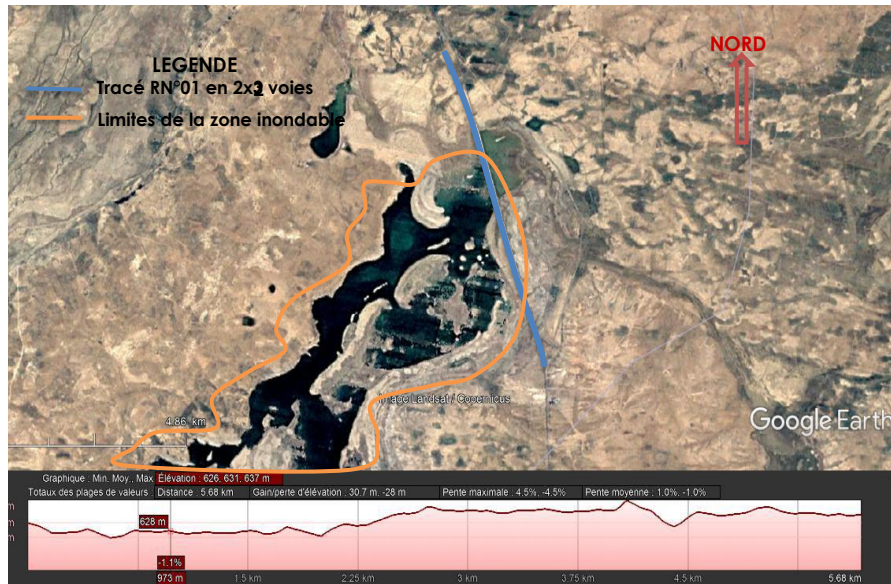 NORD
LEGENDE
Tracé RN°01 en 2x3 voies
Limites de la zone inondable
Image Landsat / Copernicus
4.86 km
Google Earth
Graphique : Min. Moy., Max. Élévation : 626, 631, 637 m
Totaux des plages de valeurs : Distance : 5.68 km Gain/perte d'élévation : 30.7 m, -28 m Pente maximale : 4.5%, -4.5% Pente moyenne : 1.0%, -1.0%
m
628 m
m
m
-1.1%
973 m 1.5 km 2.25 km 3 km 3.75 km 4.5 km 5.68 km